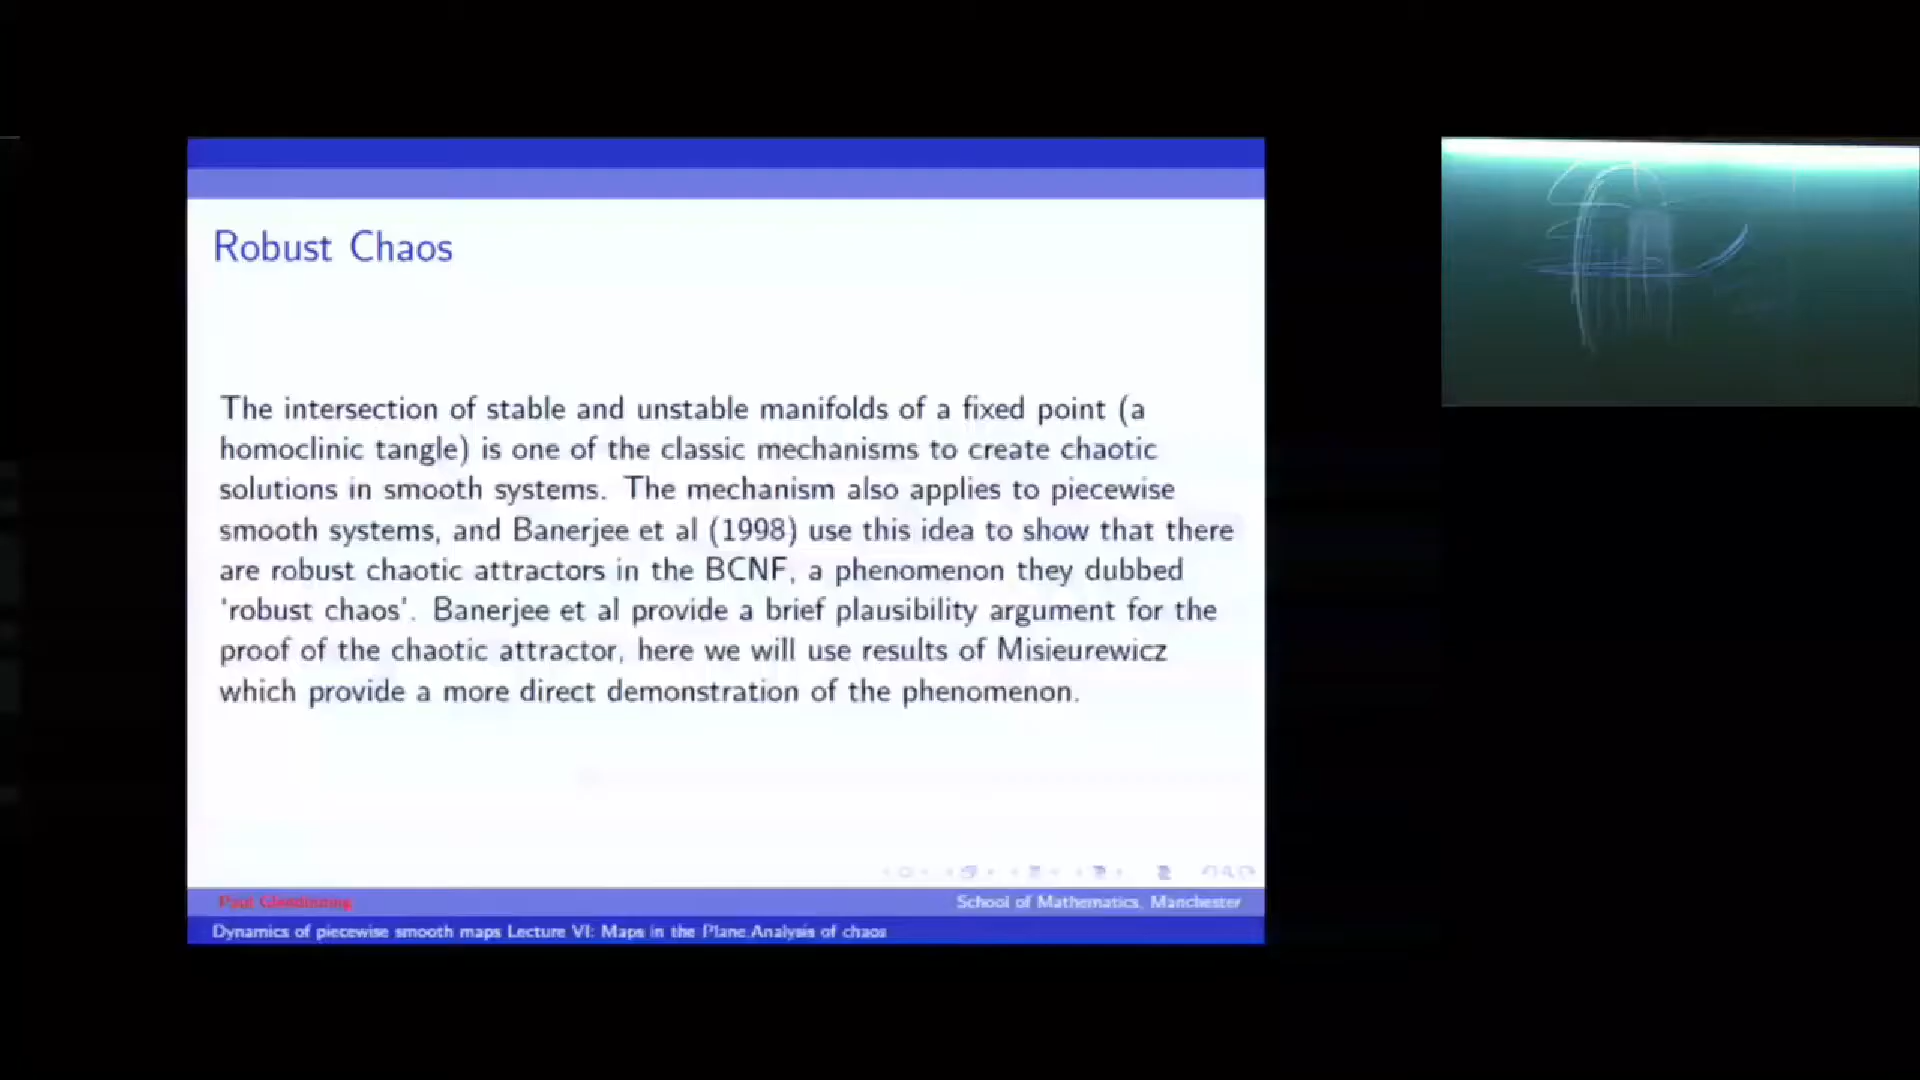 Robust Chaos
The intersection of stable and unstable manifolds of a fixed point (a
homoclinic tangle) is one of the classic mechanisms to create chaotic
solutions in smooth systems. The mechanism also applies to piecewise
smooth systems, and Banerjee et al (1998) use this idea to show that there
are robust chaotic attractors in the BCNF, a phenomenon they dubbed
'robust chaos'. Banerjee et al provide a brief plausibility argument for the
proof of the chaotic attractor, here we will use results of Misieurewicz
which provide a more direct demonstration of the phenomenon.
Paul Glendinning
School of Mathematics, Manchester
Dynamics of piecewise smooth maps Lecture VI: Maps in the Plane.Analysis of chaos